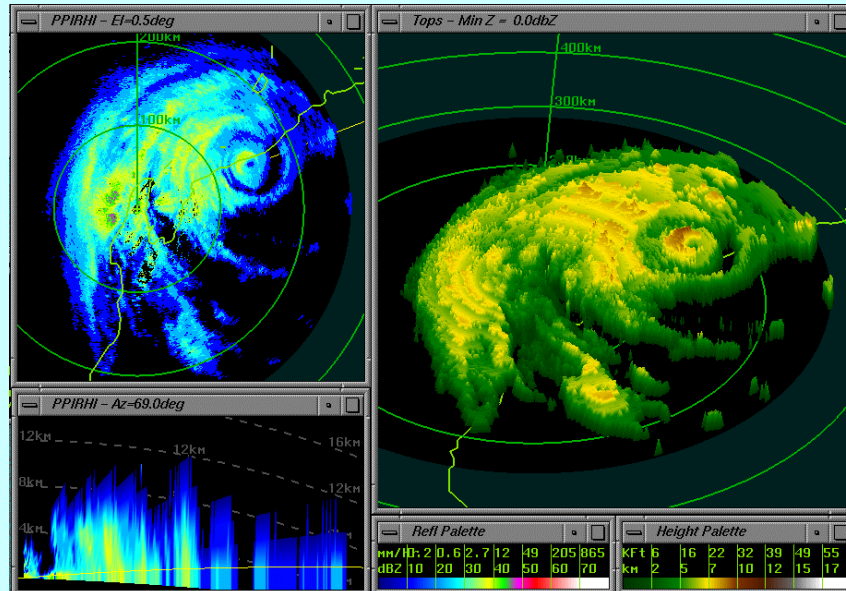 PPIRHI - El=0.5deg
200km
100km
Tops - Min Z = 0.0dbZ
400km
300km
PPIRHI - Az=69.0deg
12km
12km
16km
8km
12km
4km
Refl Palette
mm/H 0.2 0.6 2.7 12 49 205 865
dBZ 10 20 30 40 50 60 70
Height Palette
KFt 6 16 22 32 39 49 55
km 2 5 7 10 12 15 17